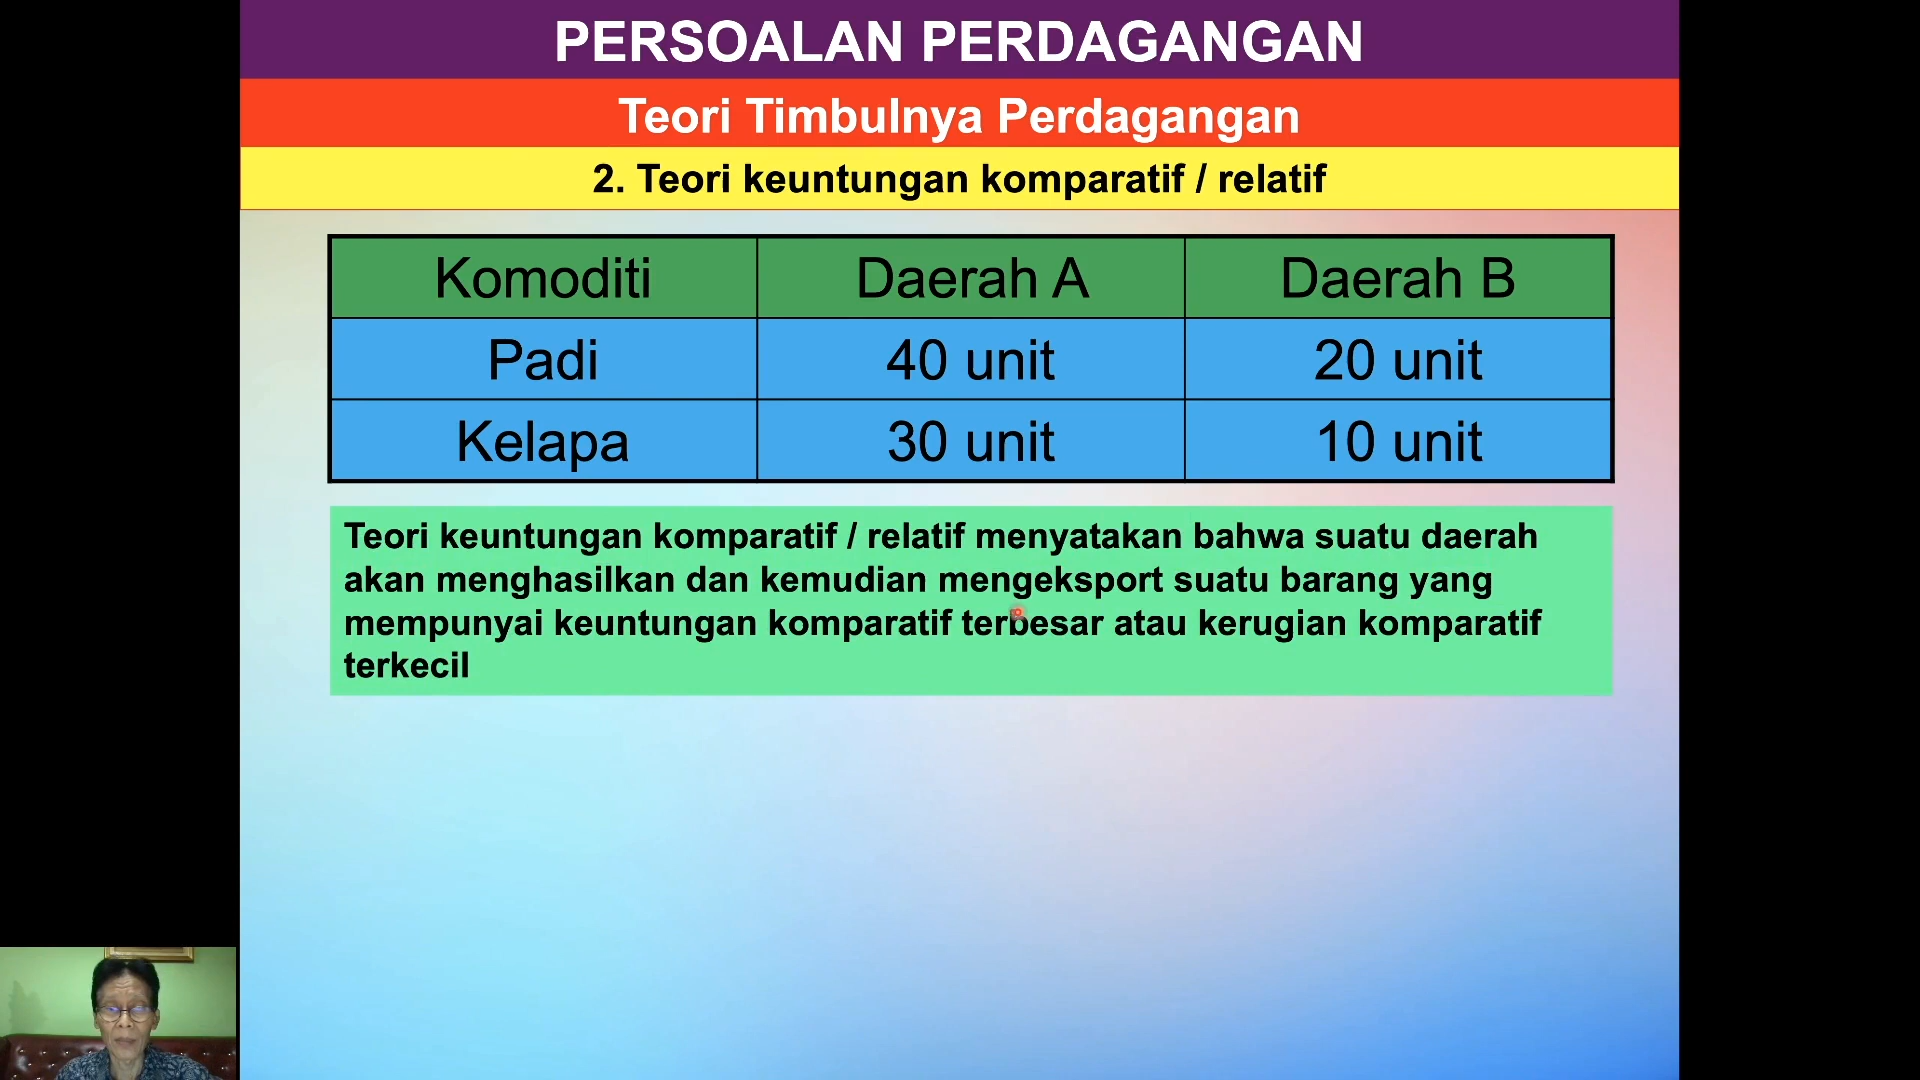 PERSOALAN PERDAGANGAN
Teori Timbulnya Perdagangan
2. Teori keuntungan komparatif / relatif
Komoditi Daerah A Daerah B
Padi 40 unit 20 unit
Kelapa 30 unit 10 unit
Teori keuntungan komparatif / relatif menyatakan bahwa suatu daerah
akan menghasilkan dan kemudian mengeksport suatu barang yang
mempunyai keuntungan komparatif terbesar atau kerugian komparatif
terkecil